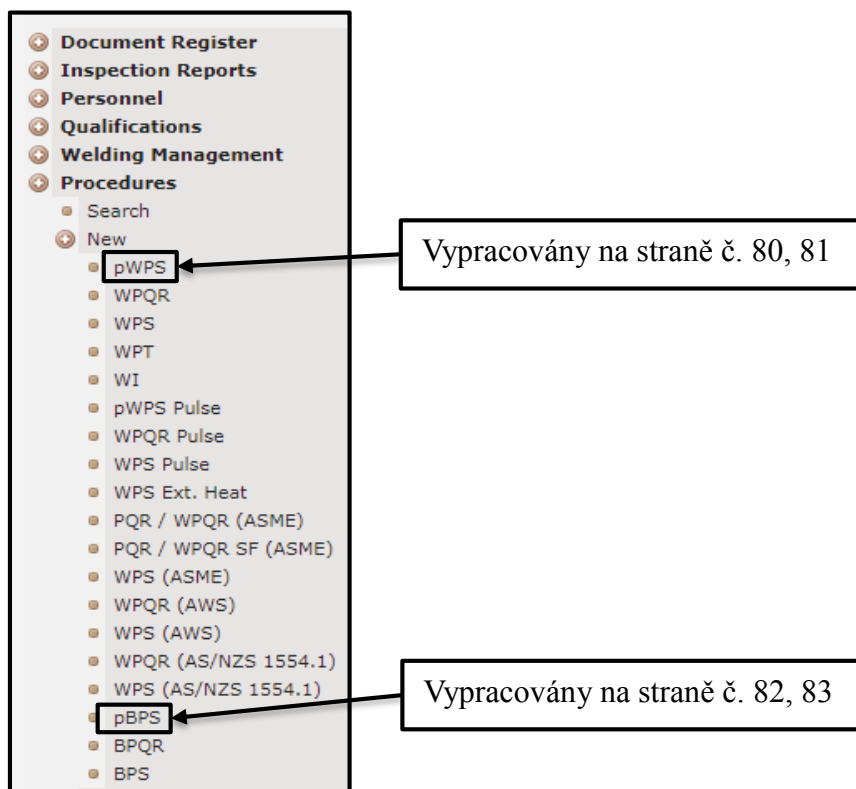 Document Register
Inspection Reports
Personnel
Qualifications
Welding Management
Procedures
Search
New
pWPS
Vypracovány na straně č. 80, 81
WPQR
WPS
WPT
WI
pWPS Pulse
WPQR Pulse
WPS Pulse
WPS Ext. Heat
PQR / WPQR (ASME)
PQR / WPQR SF (ASME)
WPS (ASME)
WPQR (AWS)
WPS (AWS)
WPQR (AS/NZS 1554.1)
WPS (AS/NZS 1554.1)
pBPS
Vypracovány na straně č. 82, 83
BPQR
BPS